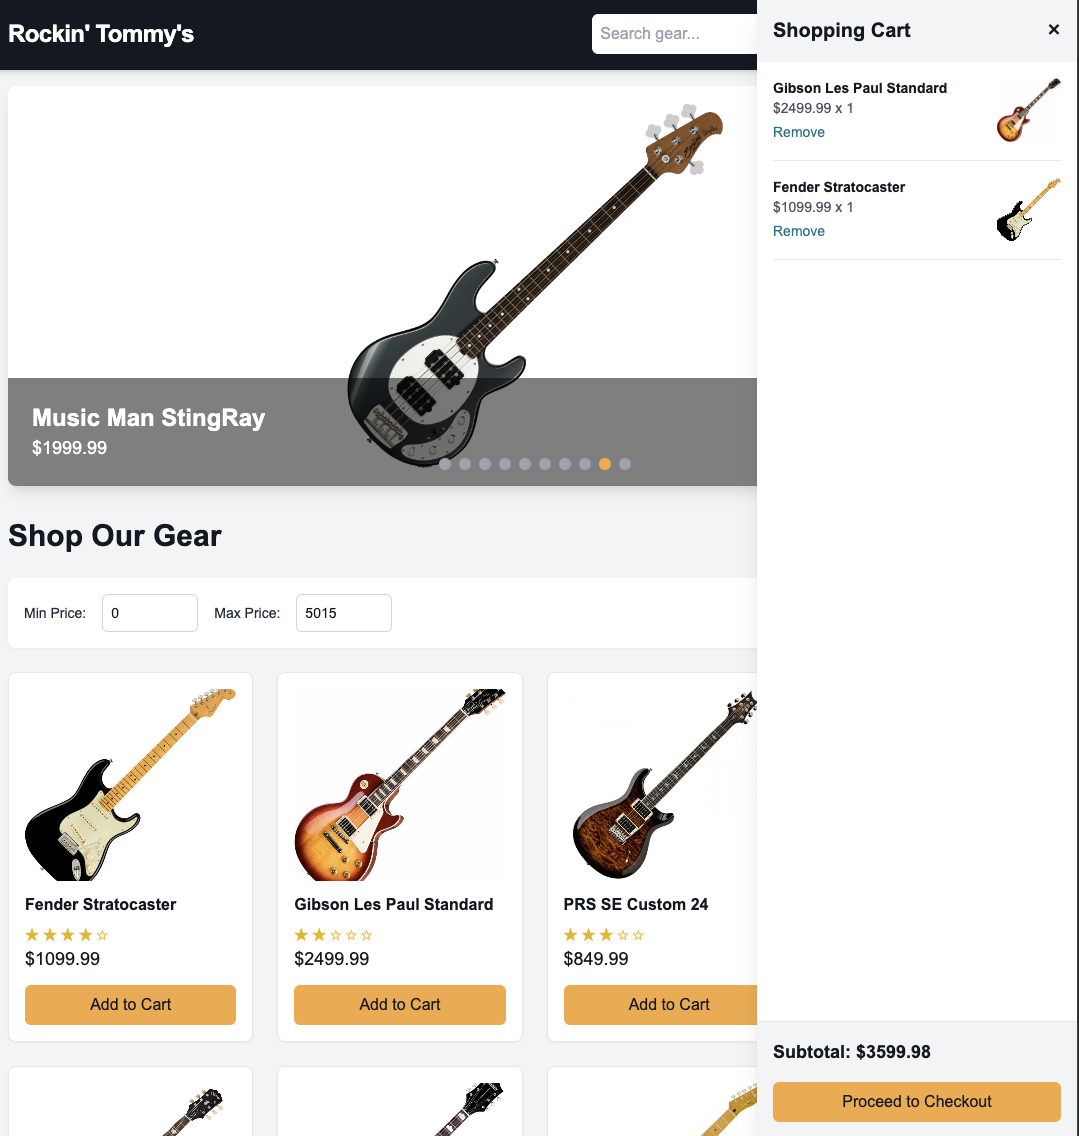 Rockin' Tommy's
Search gear...
Music Man StingRay
$1999.99
Shop Our Gear
Min Price:
0
Max Price:
5015
Fender Stratocaster
★★★★☆
$1099.99
Add to Cart
Gibson Les Paul Standard
★★☆☆☆
$2499.99
Add to Cart
PRS SE Custom 24
★★★☆☆
$849.99
Add to Cart
Shopping Cart
×
Gibson Les Paul Standard
$2499.99 x 1
Remove
Fender Stratocaster
$1099.99 x 1
Remove
Subtotal: $3599.98
Proceed to Checkout